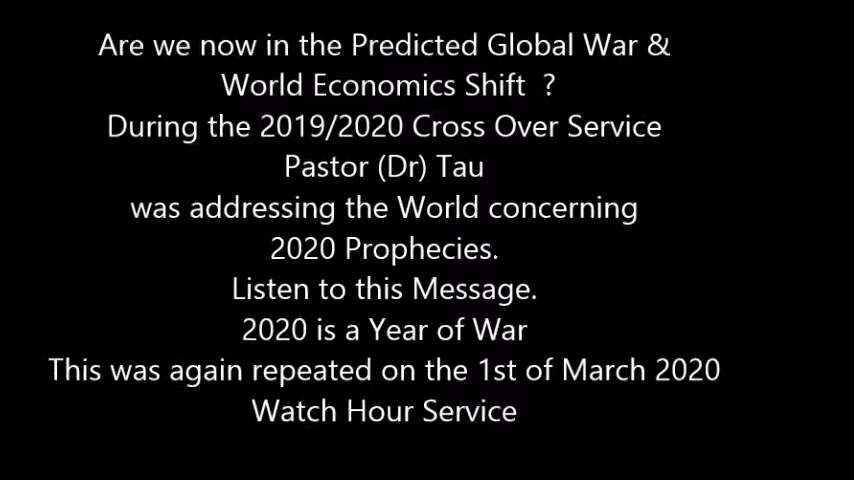 Are we now in the Predicted Global War &
World Economics Shift ?
During the 2019/2020 Cross Over Service
Pastor (Dr) Tau
was addressing the World concerning
2020 Prophecies.
Listen to this Message.
2020 is a Year of War
This was again repeated on the 1st of March 2020
Watch Hour Service